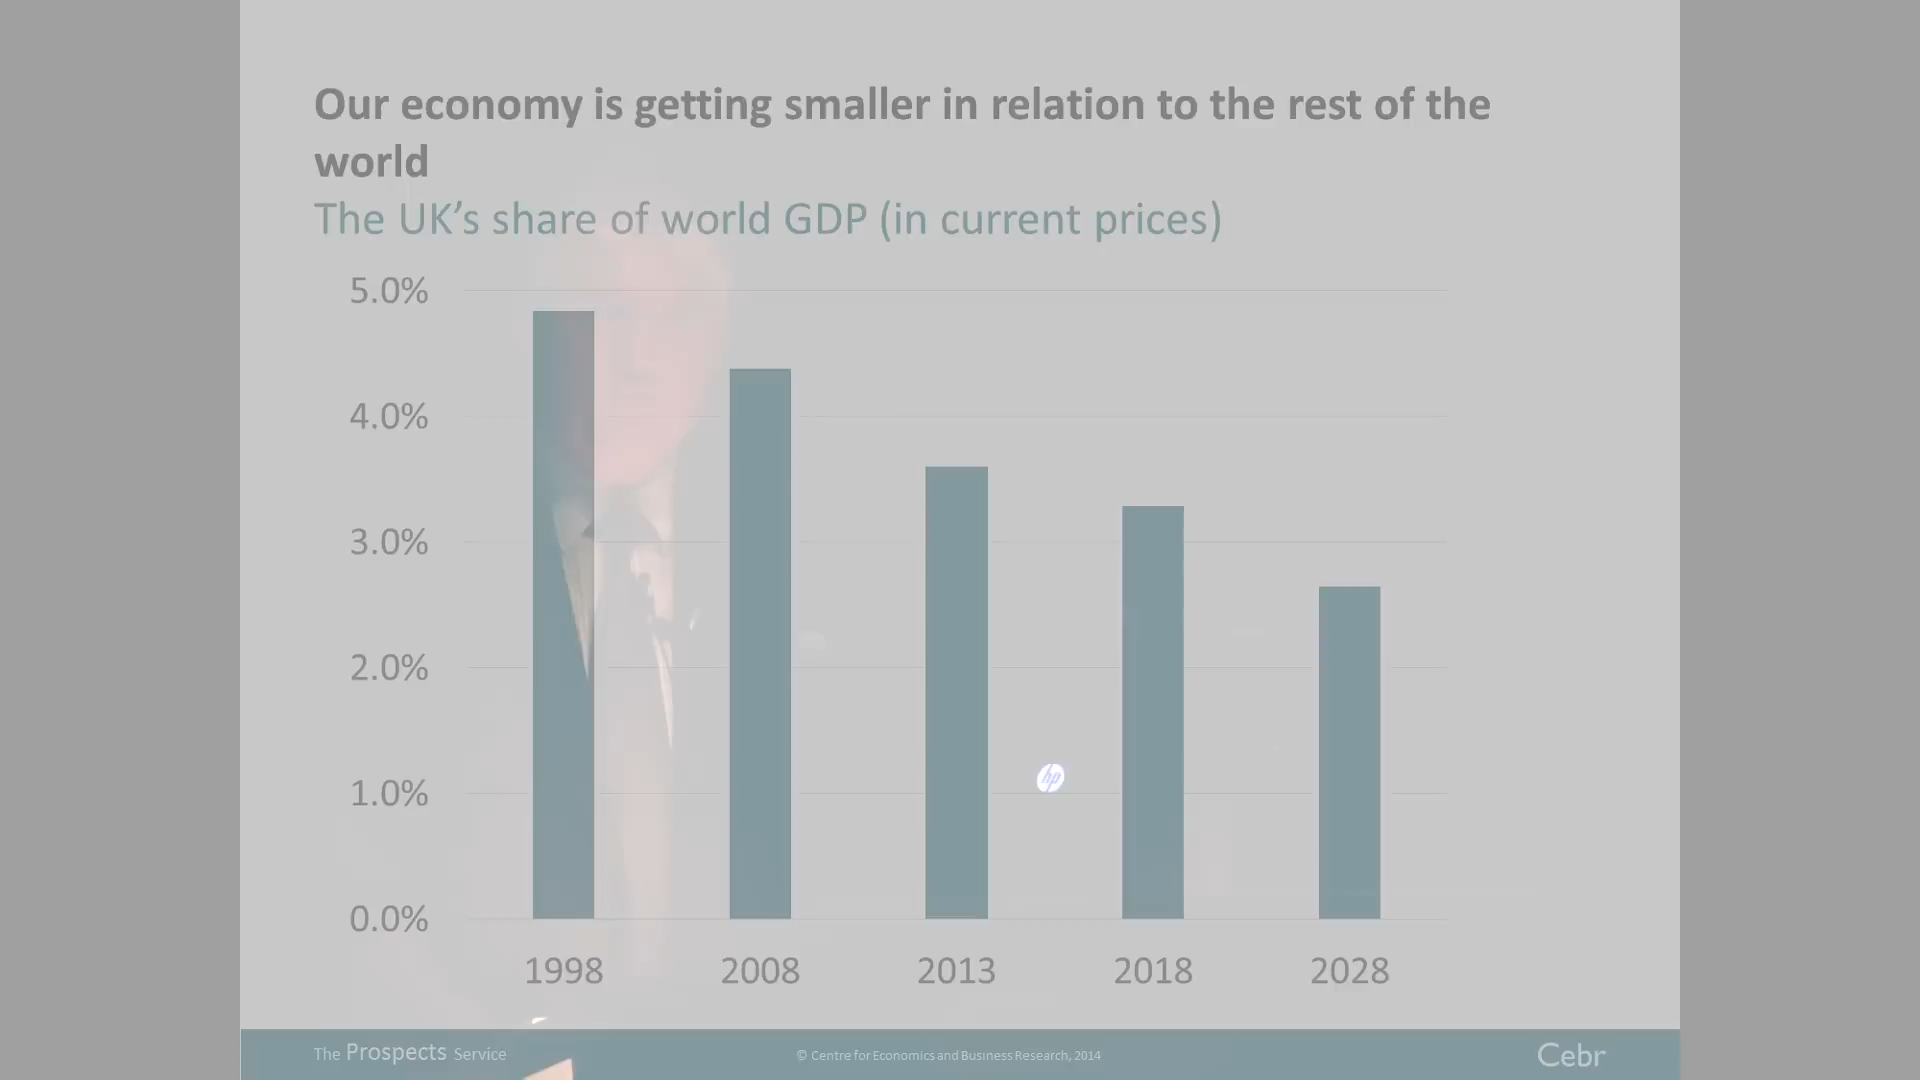 Our economy is getting smaller in relation to the rest of the
world
The UK's share of world GDP (in current prices)
5.0%
4.0%
3.0%
2.0%
1.0%
0.0%
hp
1998 2008 2013 2018 2028
The Prospects Service
© Centre for Economics and Business Research, 2014
Cebr